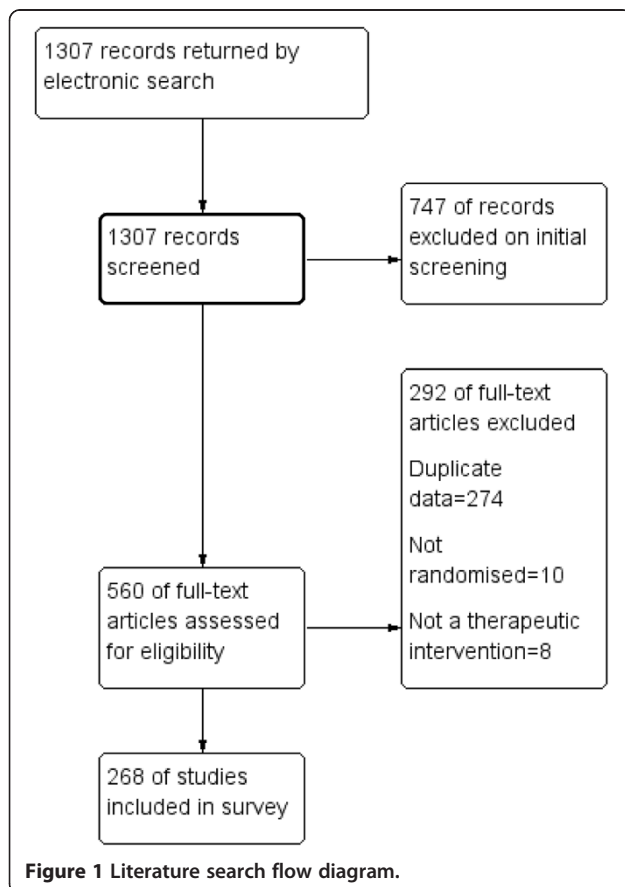 1307 records returned by
electronic search
1307 records
screened
747 of records
excluded on initial
screening
292 of full-text
articles excluded
Duplicate
data=274
Not
randomised=10
Not a therapeutic
intervention=8
560 of full-text
articles assessed
for eligibility
268 of studies
included in survey
Figure 1 Literature search flow diagram.